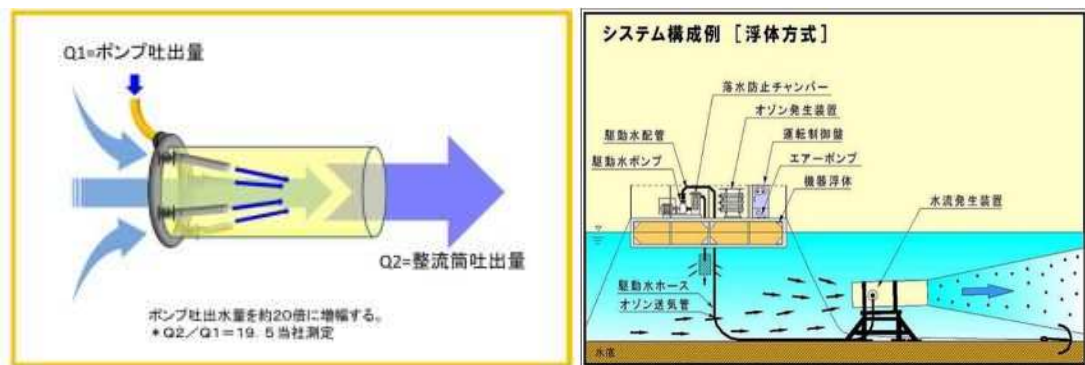 Q1=ポンプ吐出量
Q2=整流筒吐出量
ポンプ吐出水量を約20倍に増幅する。
*Q2/Q1=19.5当社測定
システム構成例 [浮体方式]
落水防止チャンバー
オゾン発生装置
駆動水配管
運転制御盤
駆動水ポンプ
エアーポンプ
機器浮体
水流発生装置
駆動水ホース
オゾン送気管
水底